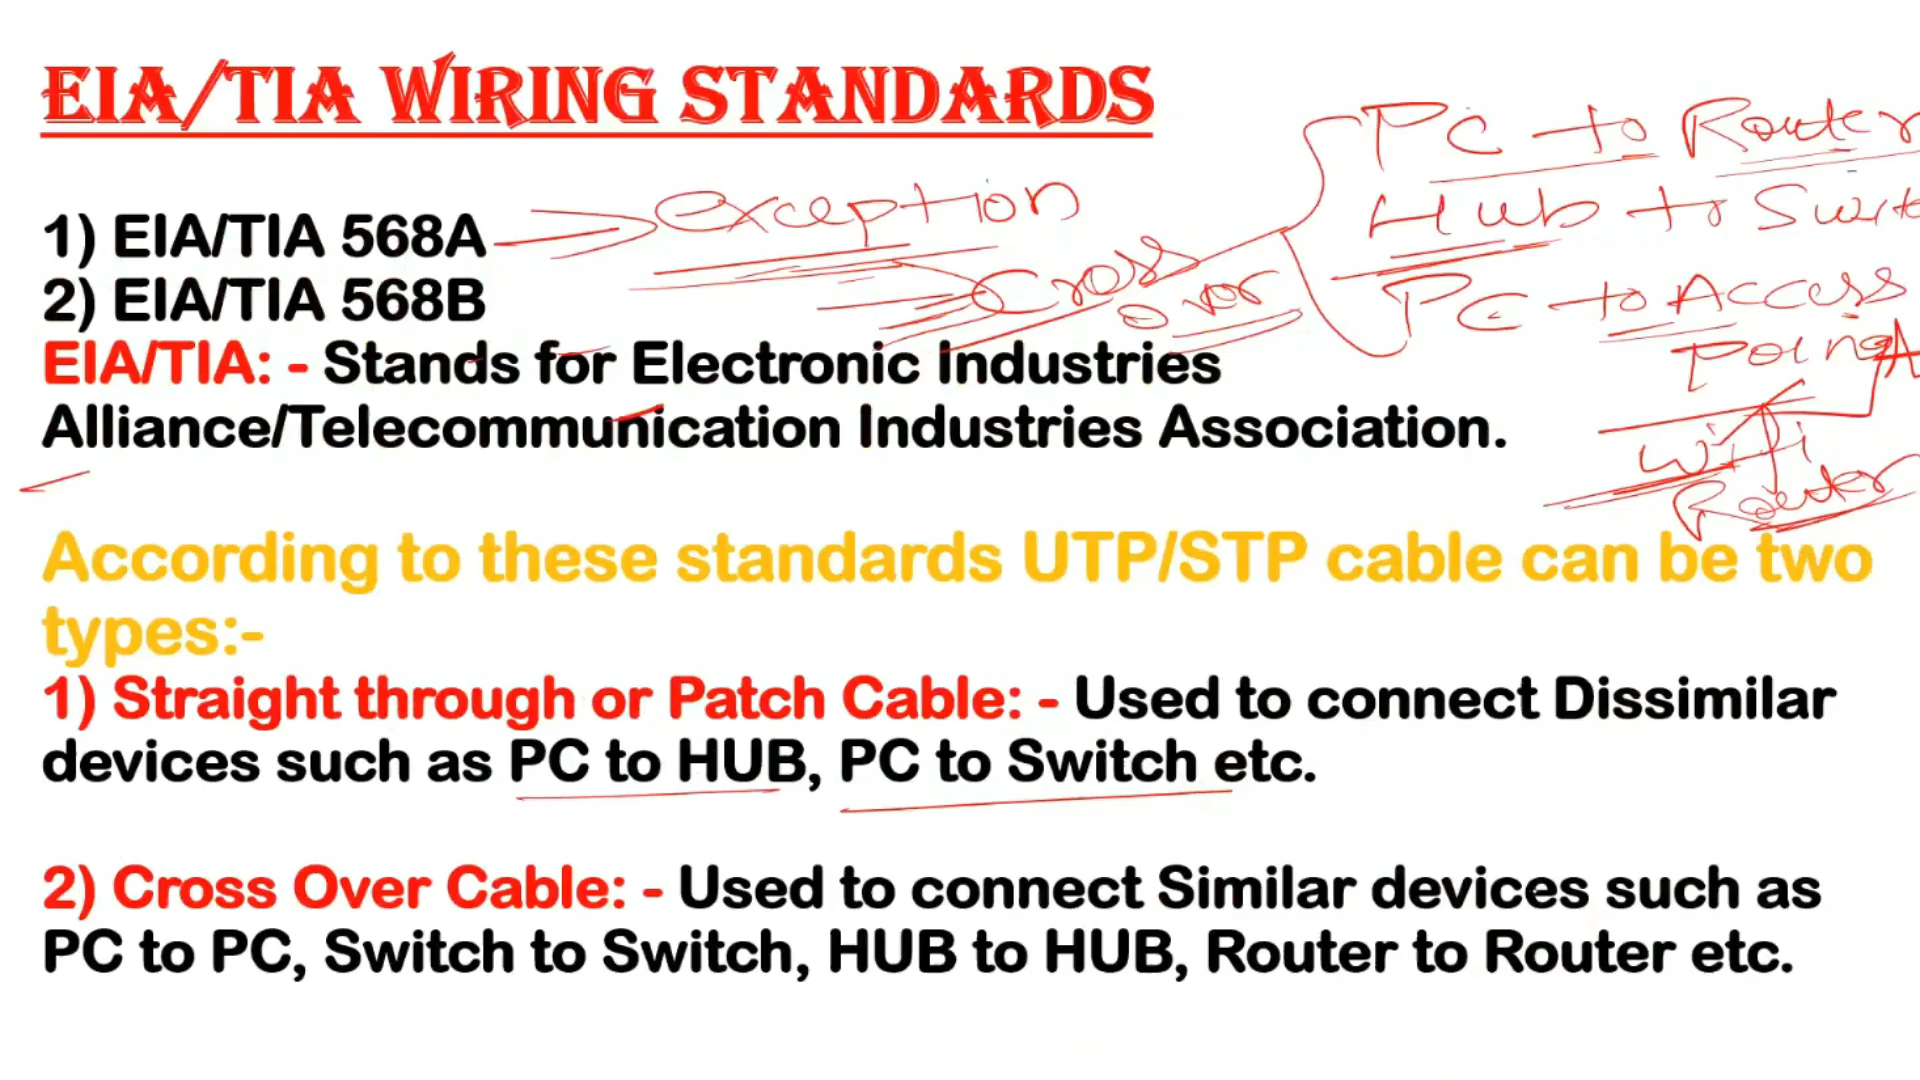 EIA/TIA WIRING STANDARDS
1) EIA/TIA 568A
2) EIA/TIA 568B
EIA/TIA: - Stands for Electronic Industries
Alliance/Telecommunication Industries Association.
exception
Cross
over
PC to Router
Hub to Swit
PC to Access
Point
A
Wifi
Router
According to these standards UTP/STP cable can be two
types:-
1) Straight through or Patch Cable: - Used to connect Dissimilar
devices such as PC to HUB, PC to Switch etc.
2) Cross Over Cable: - Used to connect Similar devices such as
PC to PC, Switch to Switch, HUB to HUB, Router to Router etc.